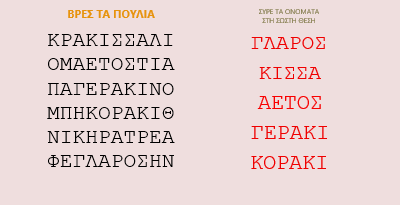 ΒΡΕΣ ΤΑ ΠΟΥΛΙΑ
ΚΡΑΚΙΣΣΑΛΙ
ΟΜΑΕΤΟΣΤΙΑ
ΠΑΓΕΡΑΚΙΝΟ
ΜΠΗΚΟΡΑΚΙΘ
ΝΙΚΗΡΑΤΡΕΑ
ΦΕΓΛΑΡΟΣΗΝ
ΣΥΡΕ ΤΑ ΟΝΟΜΑΤΑ
ΣΤΗ ΣΩΣΤΗ ΘΕΣΗ
ΓΛΑΡΟΣ
ΚΙΣΣΑ
ΑΕΤΟΣ
ΓΕΡΑΚΙ
ΚΟΡΑΚΙ